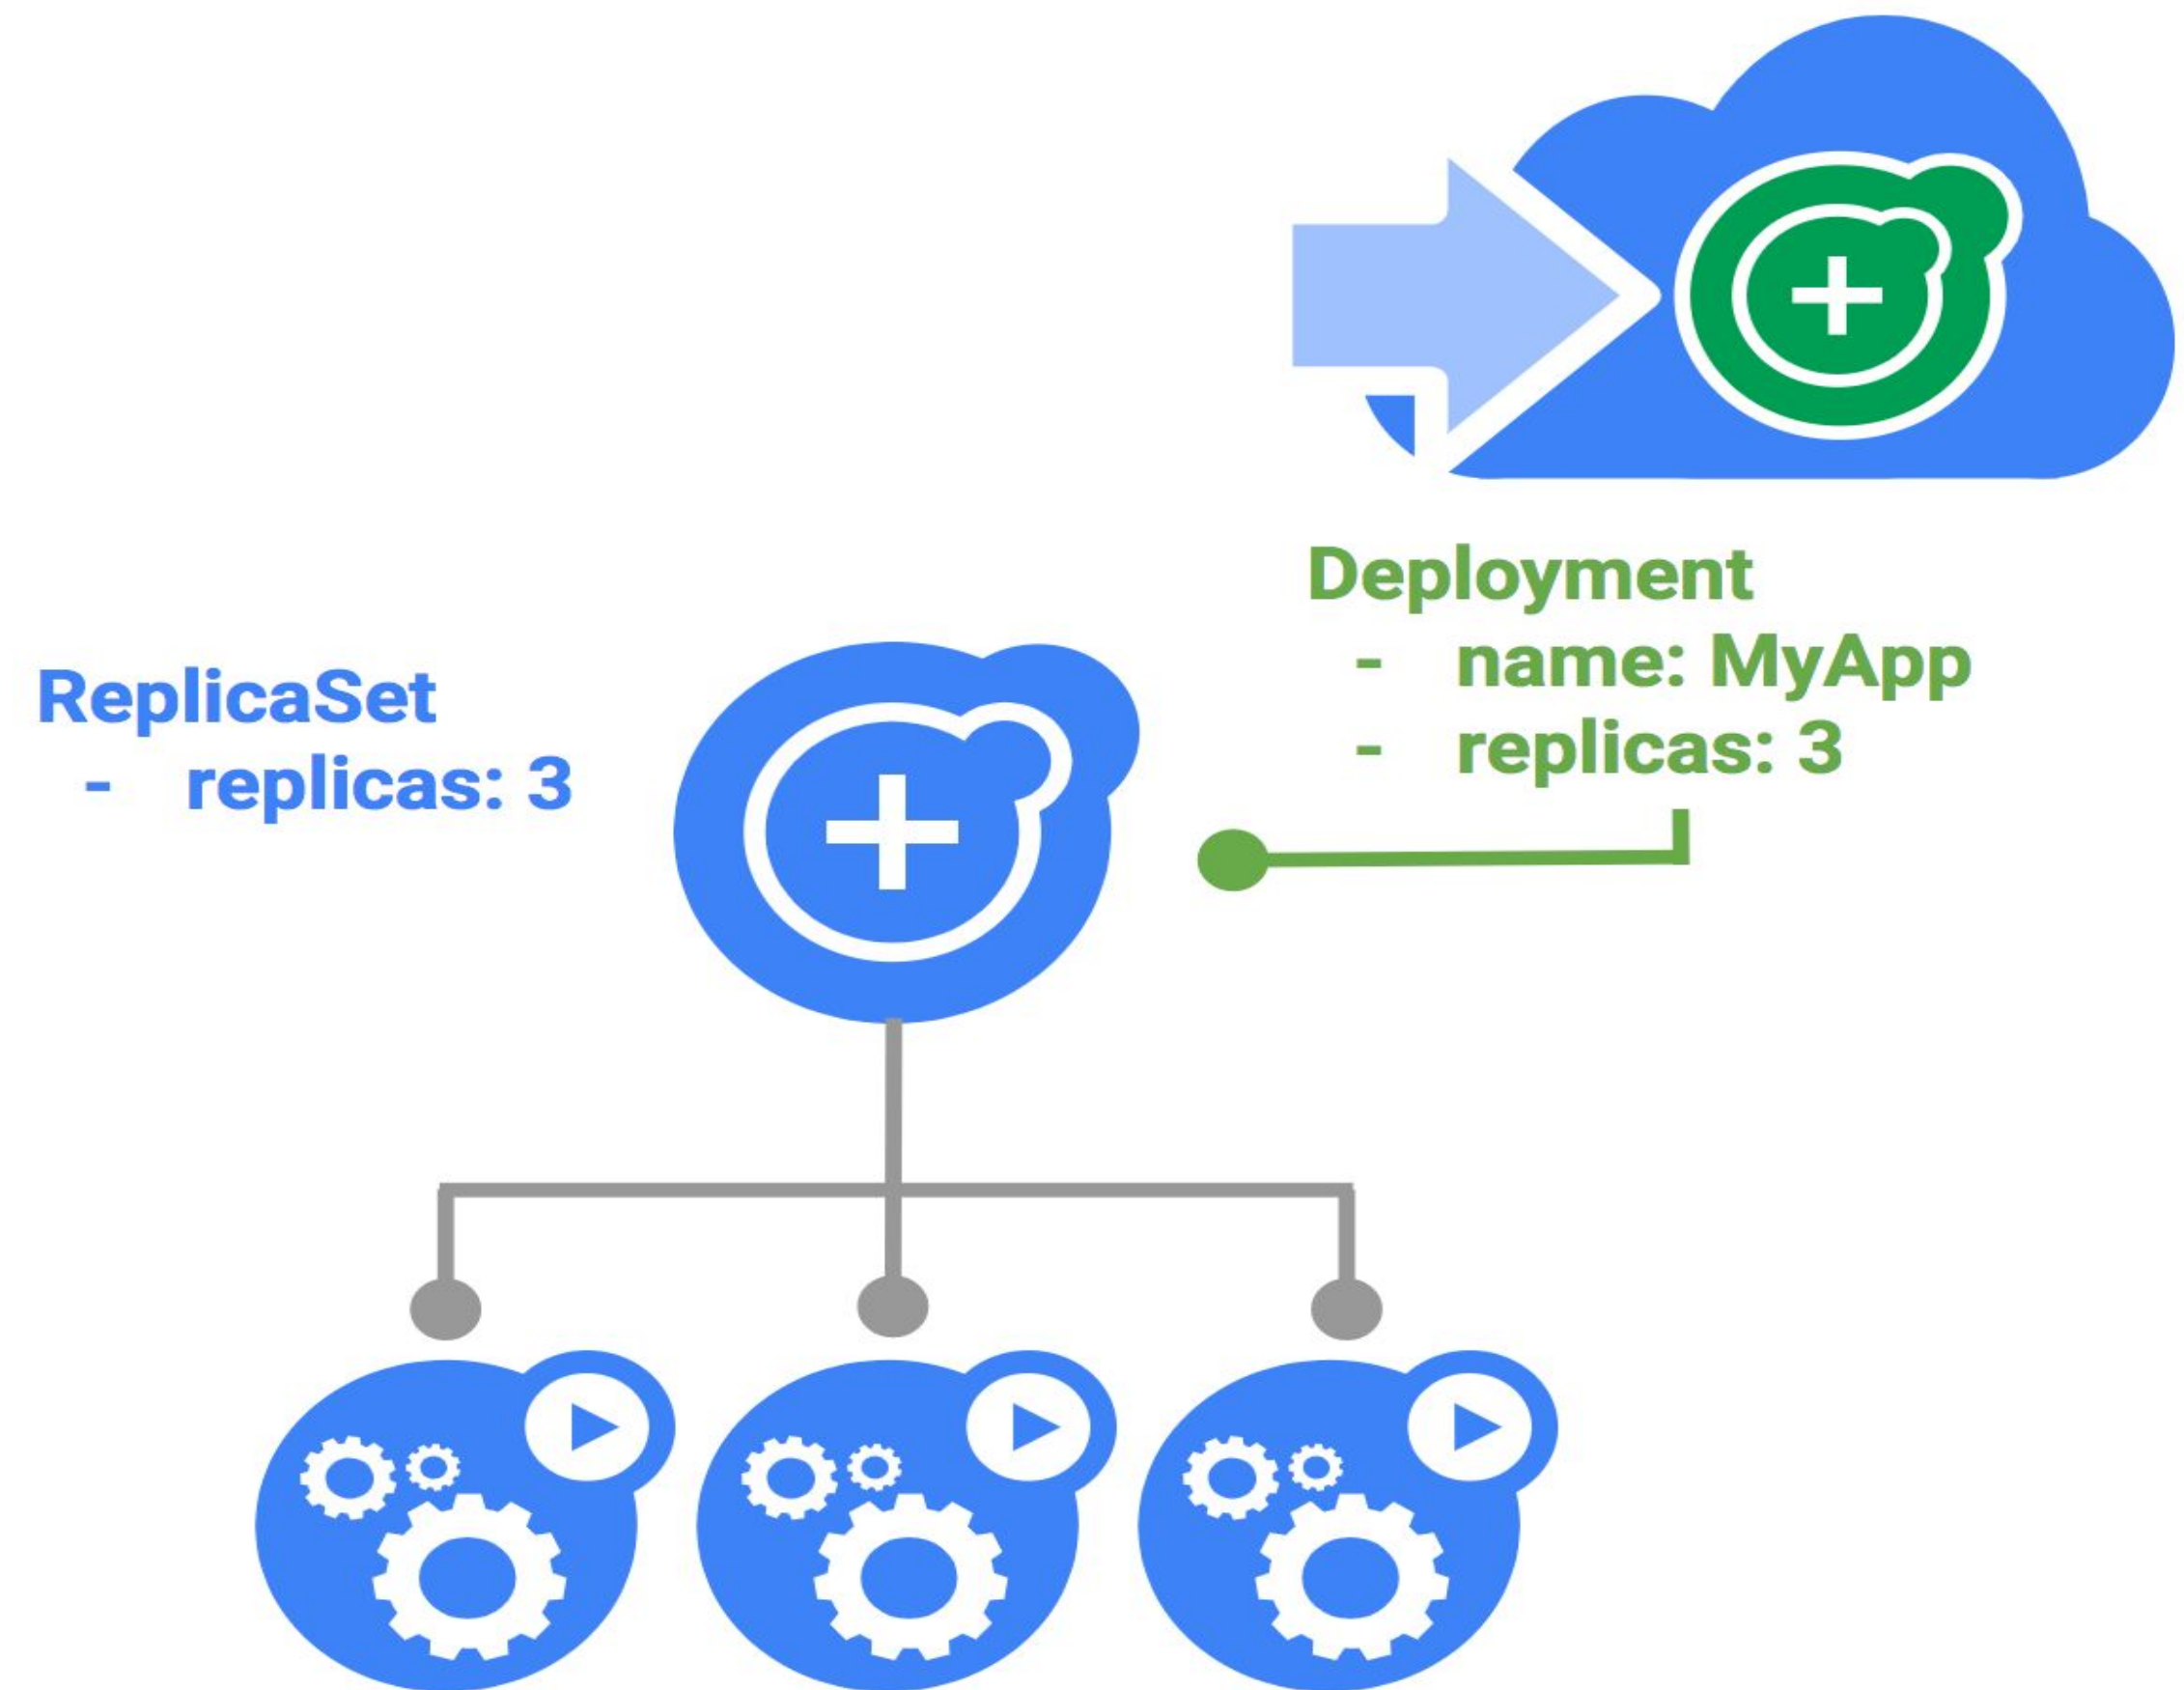 Deployment
- name: MyApp
- replicas: 3
ReplicaSet
- replicas: 3